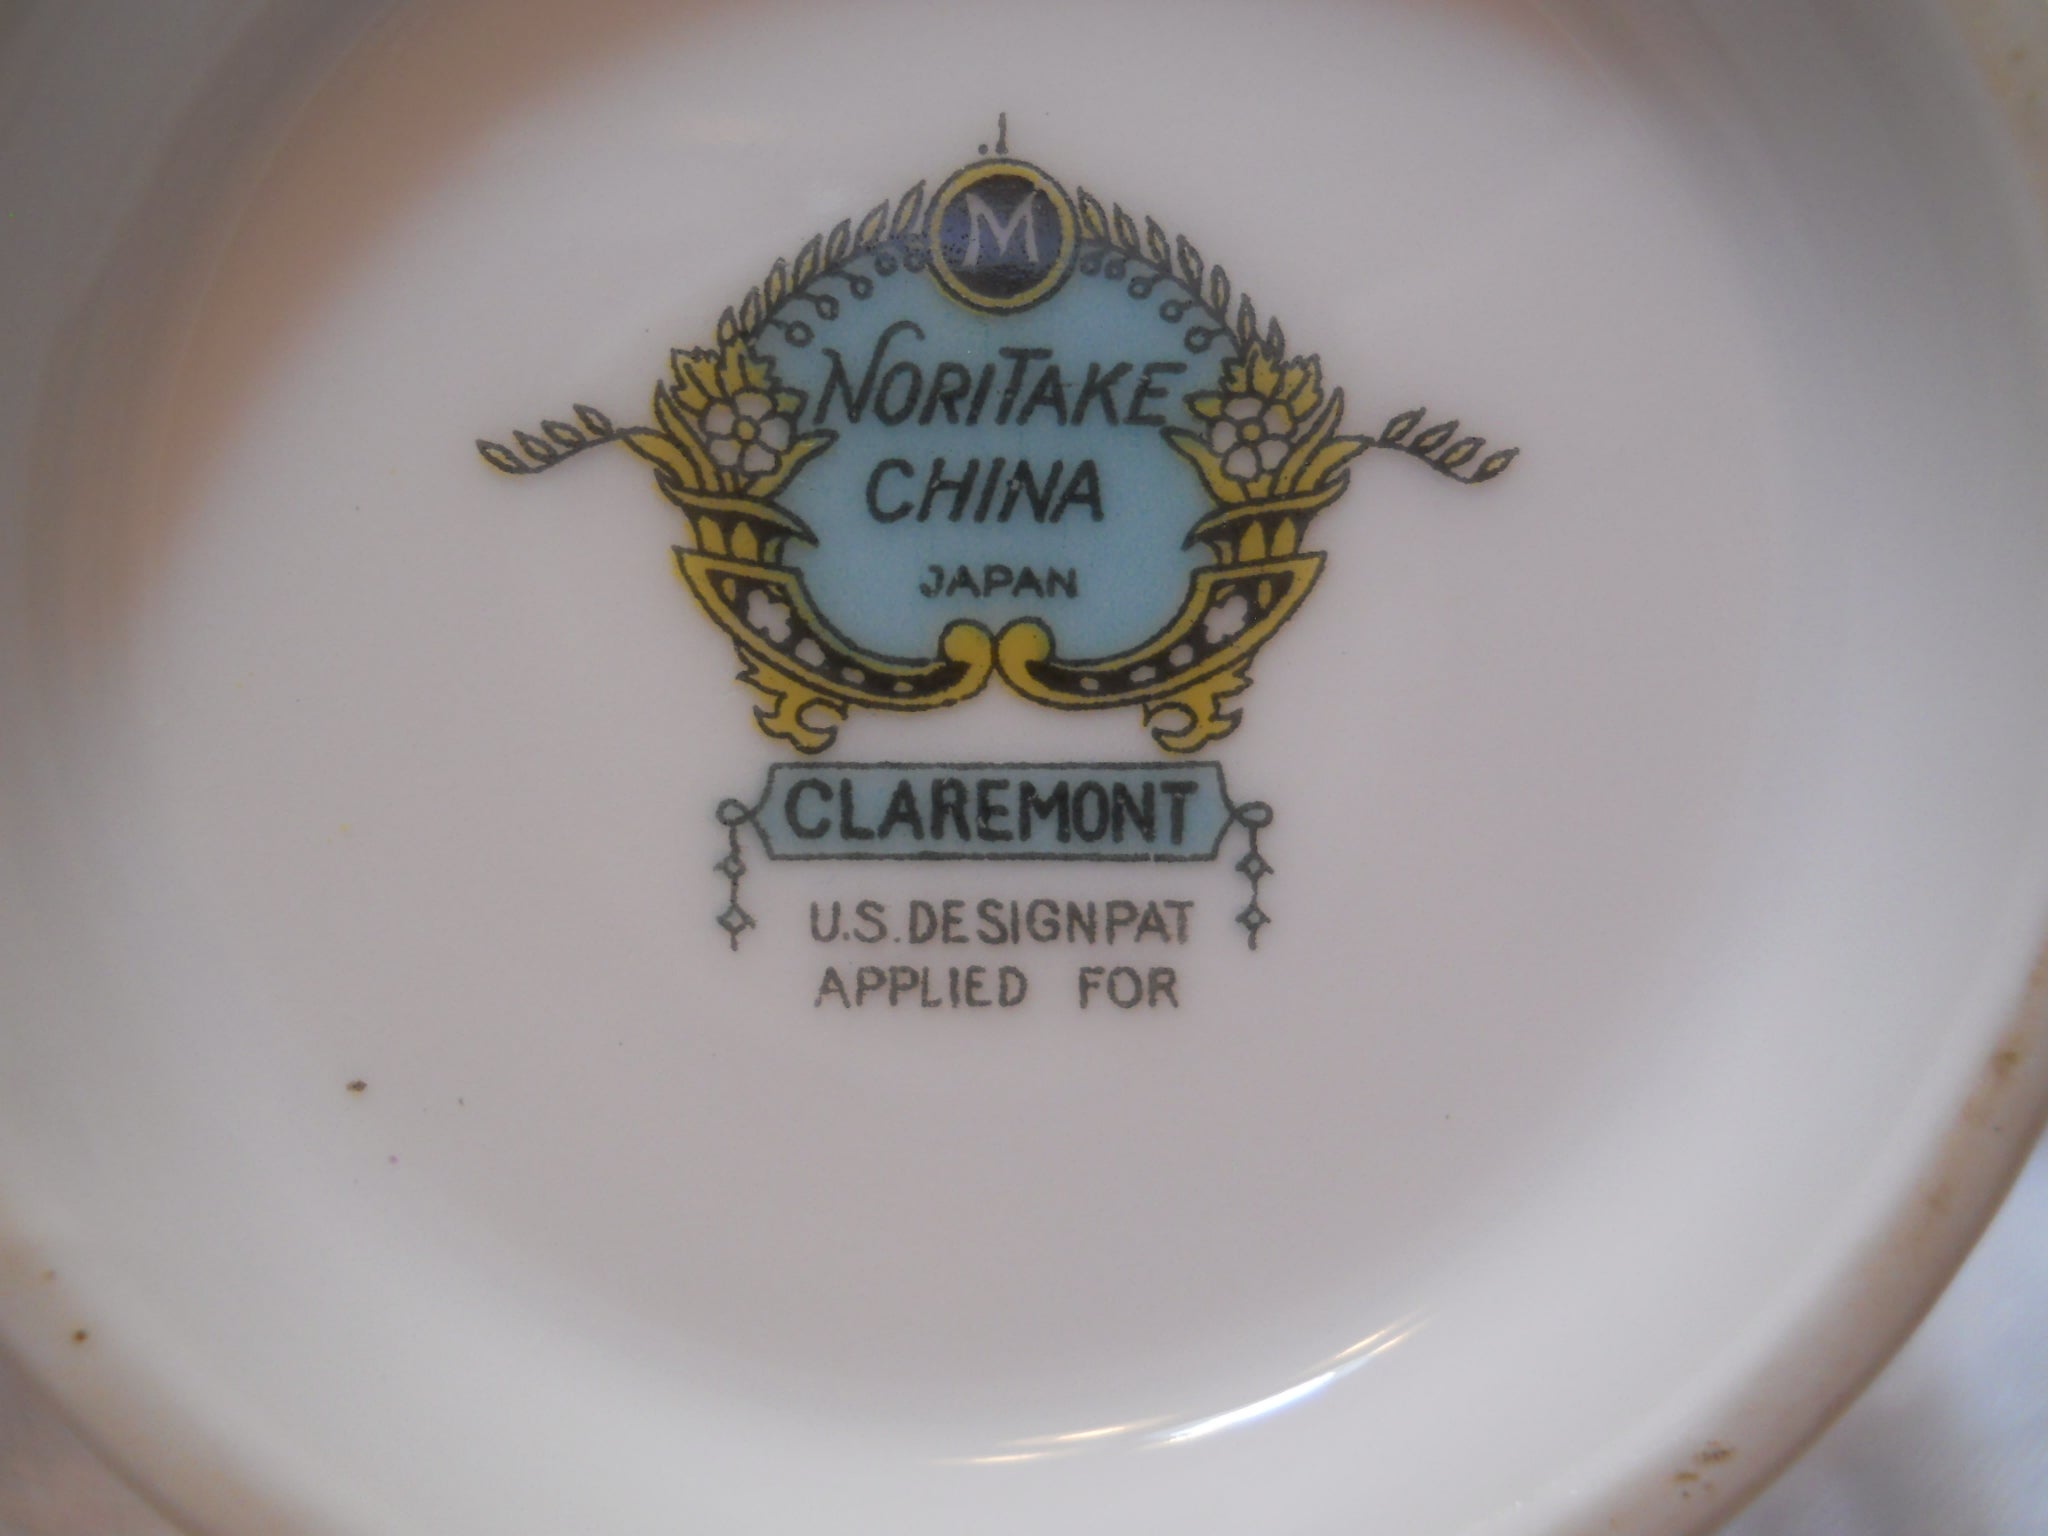 M
NORITAKE
CHINA
JAPAN
CLAREMONT
U.S. DESIGN PAT
APPLIED FOR